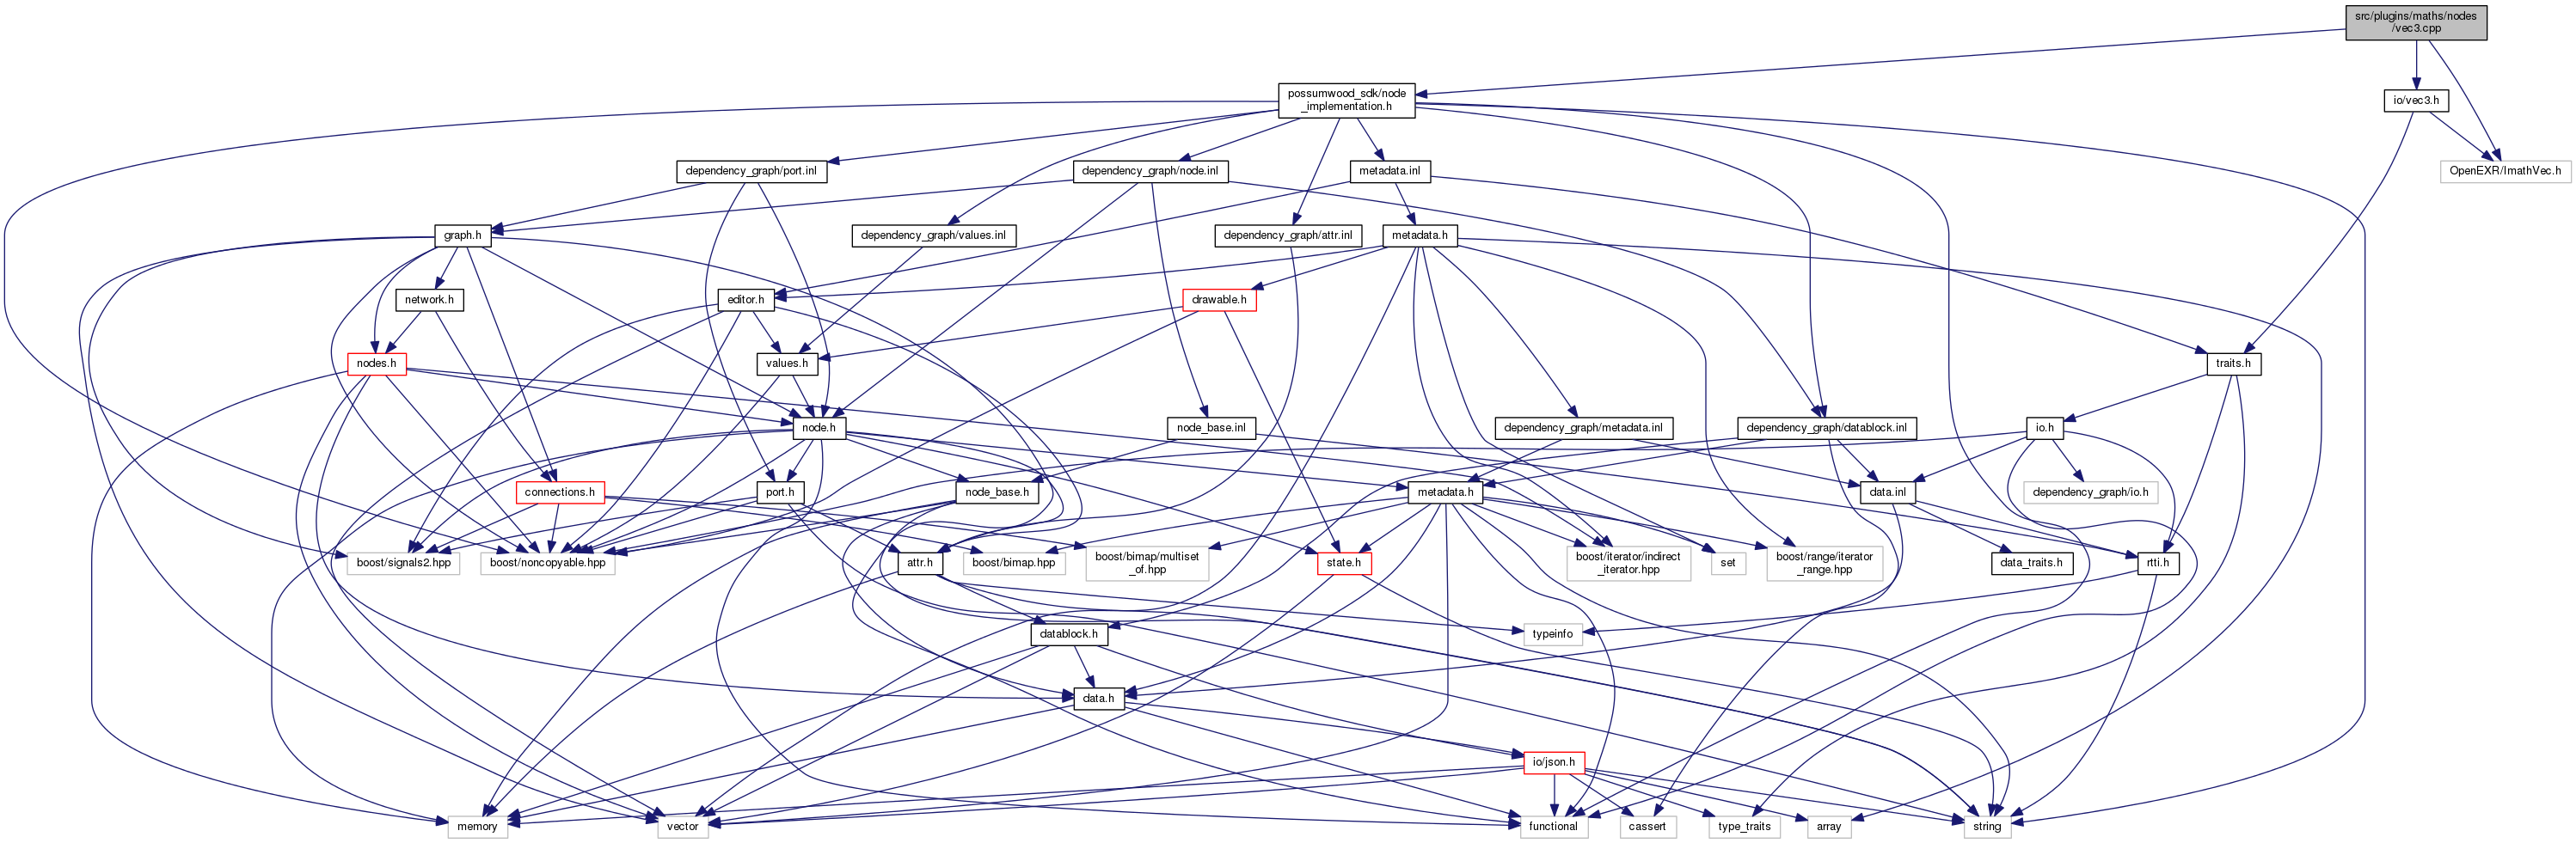 src/plugins/maths/nodes
/vec3.cpp
possumwood_sdk/node
_implementation.h
io/vec3.h
dependency_graph/port.inl
dependency_graph/node.inl
metadata.inl
OpenEXR/ImathVec.h
graph.h
dependency_graph/values.inl
dependency_graph/attr.inl
metadata.h
network.h
editor.h
drawable.h
nodes.h
values.h
traits.h
node.h
node_base.inl
dependency_graph/metadata.inl
dependency_graph/datablock.inl
io.h
connections.h
port.h
node_base.h
metadata.h
data.inl
dependency_graph/io.h
boost/signals2.hpp
boost/noncopyable.hpp
attr.h
boost/bimap.hpp
boost/bimap/multiset
_of.hpp
state.h
boost/iterator/indirect
_iterator.hpp
set
boost/range/iterator
_range.hpp
data_traits.h
rtti.h
datablock.h
typeinfo
data.h
io/json.h
memory
vector
functional
cassert
type_traits
array
string